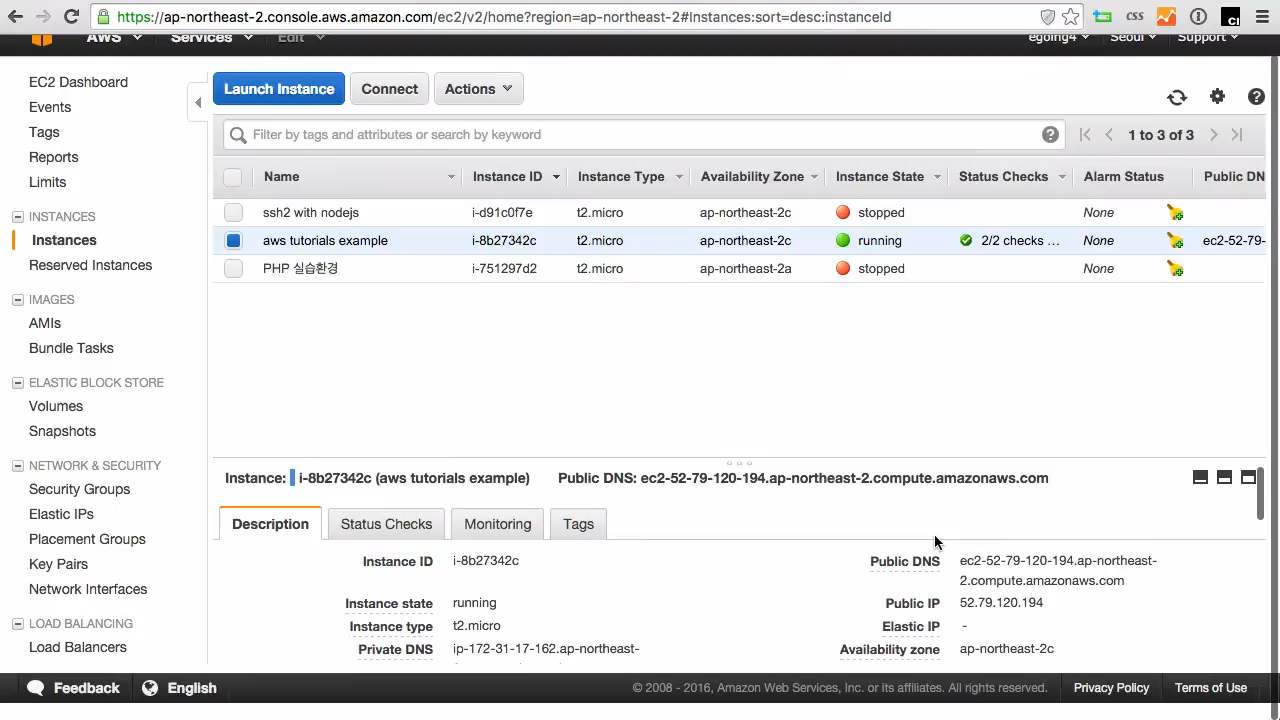 https://ap-northeast-2.console.aws.amazon.com/ec2/v2/home?region=ap-northeast-2#Instances:sort=desc:instanceId
CSS
AWS Services Edit egoing4 Seoul Support
EC2 Dashboard
Events
Tags
Reports
Limits
INSTANCES
Instances
Reserved Instances
IMAGES
AMIs
Bundle Tasks
ELASTIC BLOCK STORE
Volumes
Snapshots
NETWORK & SECURITY
Security Groups
Elastic IPs
Placement Groups
Key Pairs
Network Interfaces
LOAD BALANCING
Load Balancers
Launch Instance Connect Actions
Filter by tags and attributes or search by keyword 1 to 3 of 3
Name Instance ID Instance Type Availability Zone Instance State Status Checks Alarm Status Public DN
ssh2 with nodejs i-d91c0f7e t2.micro ap-northeast-2c stopped None
aws tutorials example i-8b27342c t2.micro ap-northeast-2c running 2/2 checks … None ec2-52-79-
PHP 실습환경 i-751297d2 t2.micro ap-northeast-2a stopped None
Instance: i-8b27342c (aws tutorials example) Public DNS: ec2-52-79-120-194.ap-northeast-2.compute.amazonaws.com
Description Status Checks Monitoring Tags
Instance ID i-8b27342c Public DNS ec2-52-79-120-194.ap-northeast-
2.compute.amazonaws.com
Instance state running Public IP 52.79.120.194
Instance type t2.micro Elastic IP -
Private DNS ip-172-31-17-162.ap-northeast- Availability zone ap-northeast-2c
Feedback English © 2008 - 2016, Amazon Web Services, Inc. or its affiliates. All rights reserved. Privacy Policy Terms of Use